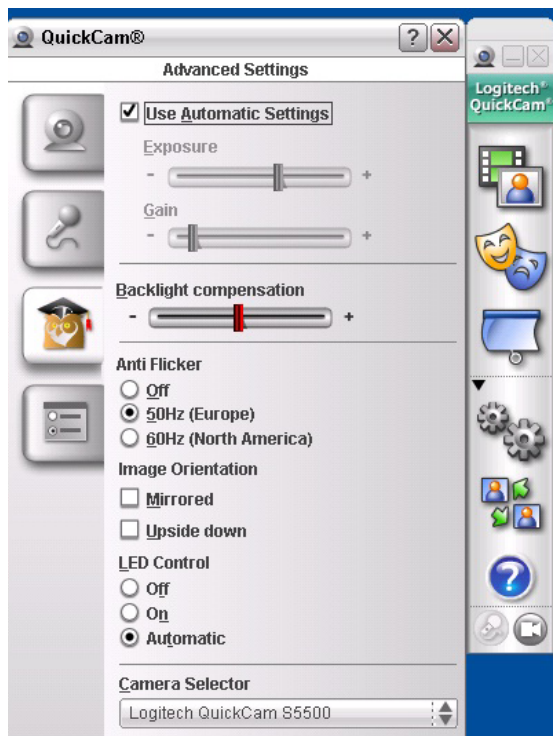 QuickCam®
Advanced Settings
Logitech®
QuickCam®
Use Automatic Settings
Exposure
- +
Gain
- +
Backlight compensation
- +
Anti Flicker
Off
50Hz (Europe)
60Hz (North America)
Image Orientation
Mirrored
Upside down
LED Control
Off
On
Automatic
Camera Selector
Logitech QuickCam S5500